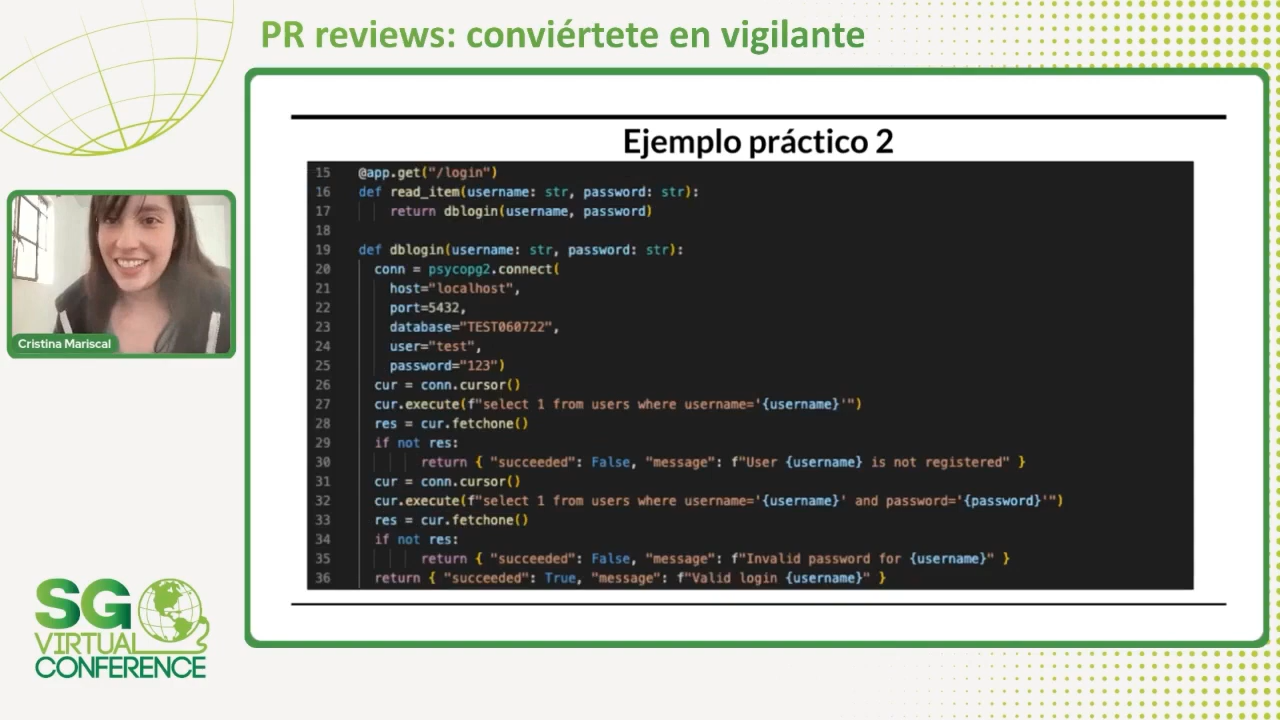 PR reviews: conviértete en vigilante
Ejemplo práctico 2
15 @app.get("/login")
16 def read_item(username: str, password: str):
17 return dblogin(username, password)
18
19 def dblogin(username: str, password: str):
20 conn = psycopg2.connect(
21 host="localhost",
22 port=5432,
23 database="TEST060722",
24 user="test",
25 password="123")
26 cur = conn.cursor()
27 cur.execute(f"select 1 from users where username='{username}'")
28 res = cur.fetchone()
29 if not res:
30 return { "succeeded": False, "message": f"User {username} is not registered" }
31 cur = conn.cursor()
32 cur.execute(f"select 1 from users where username='{username}' and password='{password}'")
33 res = cur.fetchone()
34 if not res:
35 return { "succeeded": False, "message": f"Invalid password for {username}" }
36 return { "succeeded": True, "message": f"Valid login {username}" }
Cristina Mariscal
SG
VIRTUAL
CONFERENCE